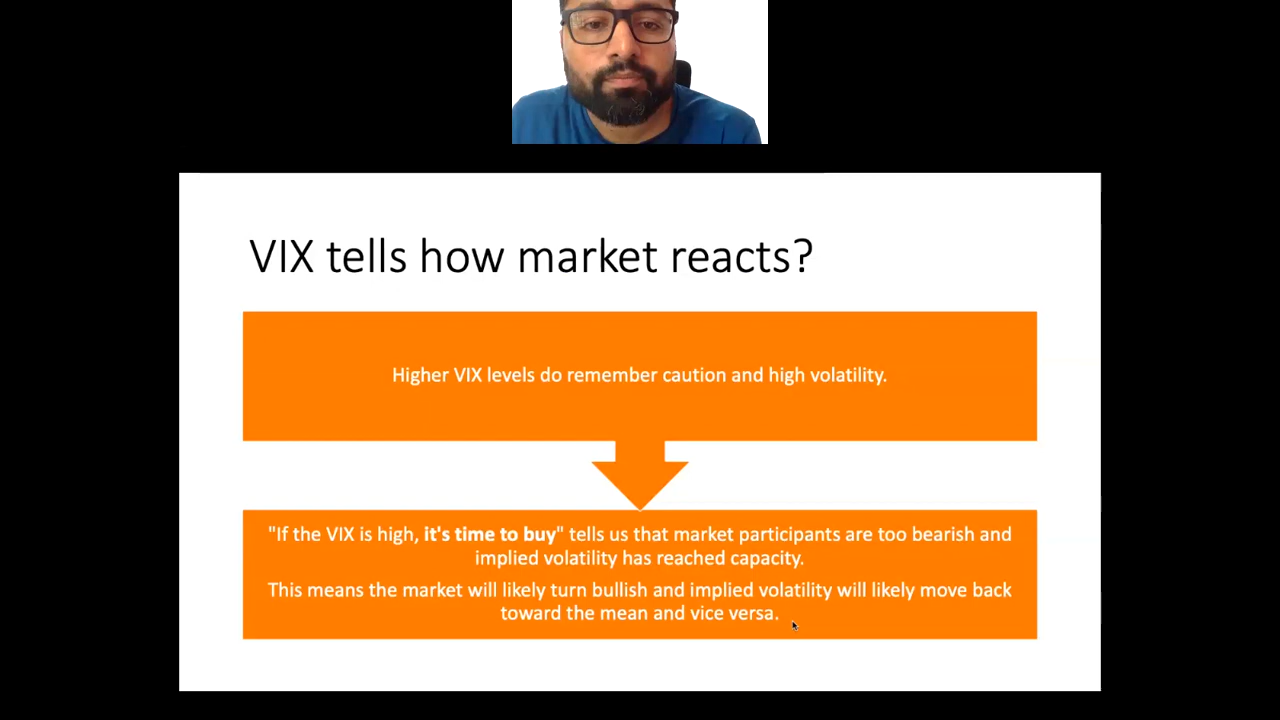 VIX tells how market reacts?
Higher VIX levels do remember caution and high volatility.
"If the VIX is high, it's time to buy" tells us that market participants are too bearish and
implied volatility has reached capacity.
This means the market will likely turn bullish and implied volatility will likely move back
toward the mean and vice versa.